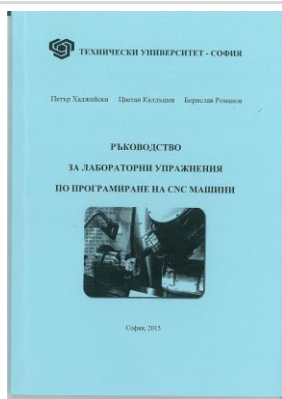 ТЕХНИЧЕСКИ УНИВЕРСИТЕТ - СОФИЯ
Петър Хаджийски Цветан Калдъшев Борислав Романов
РЪКОВОДСТВО
ЗА ЛАБОРАТОРНИ УПРАЖНЕНИЯ
ПО ПРОГРАМИРАНЕ НА CNC МАШИНИ
София, 2015